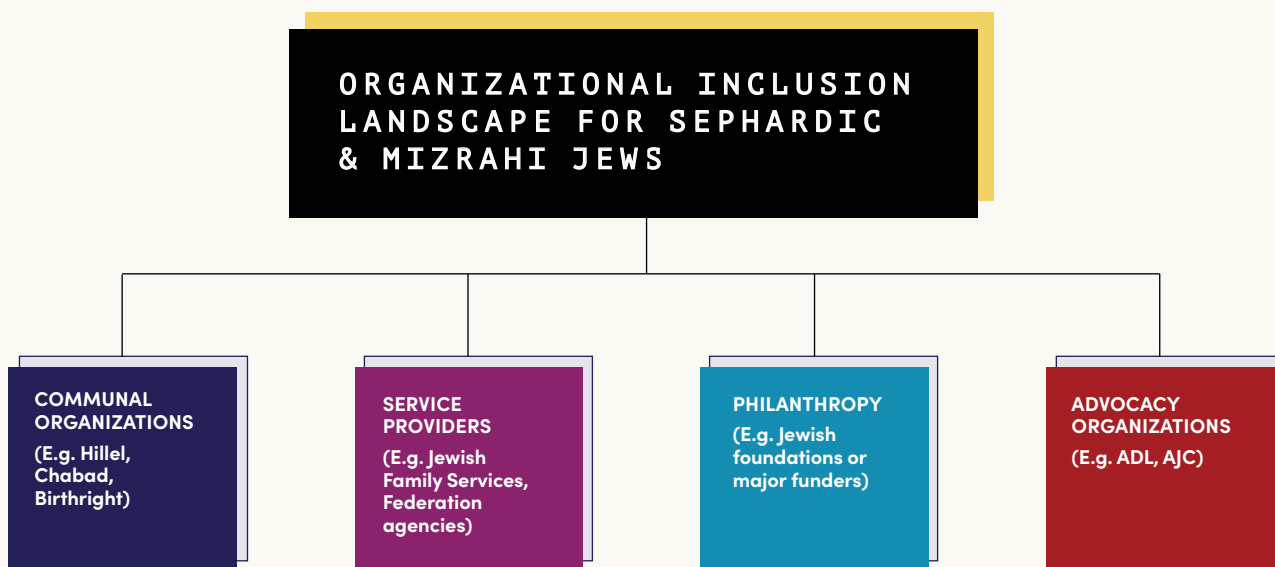 ORGANIZATIONAL INCLUSION
LANDSCAPE FOR SEPHARDIC
& MIZRAHI JEWS
COMMUNAL
ORGANIZATIONS
(E.g. Hillel,
Chabad,
Birthright)
SERVICE
PROVIDERS
(E.g. Jewish
Family Services,
Federation
agencies)
PHILANTHROPY
(E.g. Jewish
foundations or
major funders)
ADVOCACY
ORGANIZATIONS
(E.g. ADL, AJC)